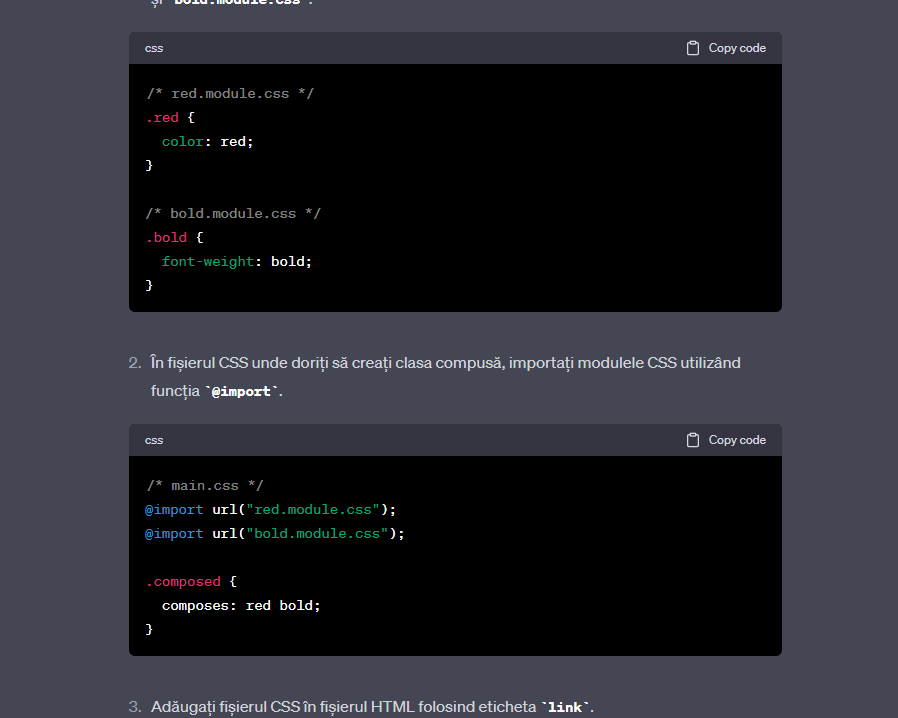 și `bold.module.css`.
css
Copy code
/* red.module.css */
.red {
  color: red;
}
/* bold.module.css */
.bold {
  font-weight: bold;
}
2. În fișierul CSS unde doriți să creați clasa compusă, importați modulele CSS utilizând
funcția `@import`.
css
Copy code
/* main.css */
@import url("red.module.css");
@import url("bold.module.css");
.composed {
  composes: red bold;
}
3. Adăugați fișierul CSS în fișierul HTML folosind eticheta `link`.